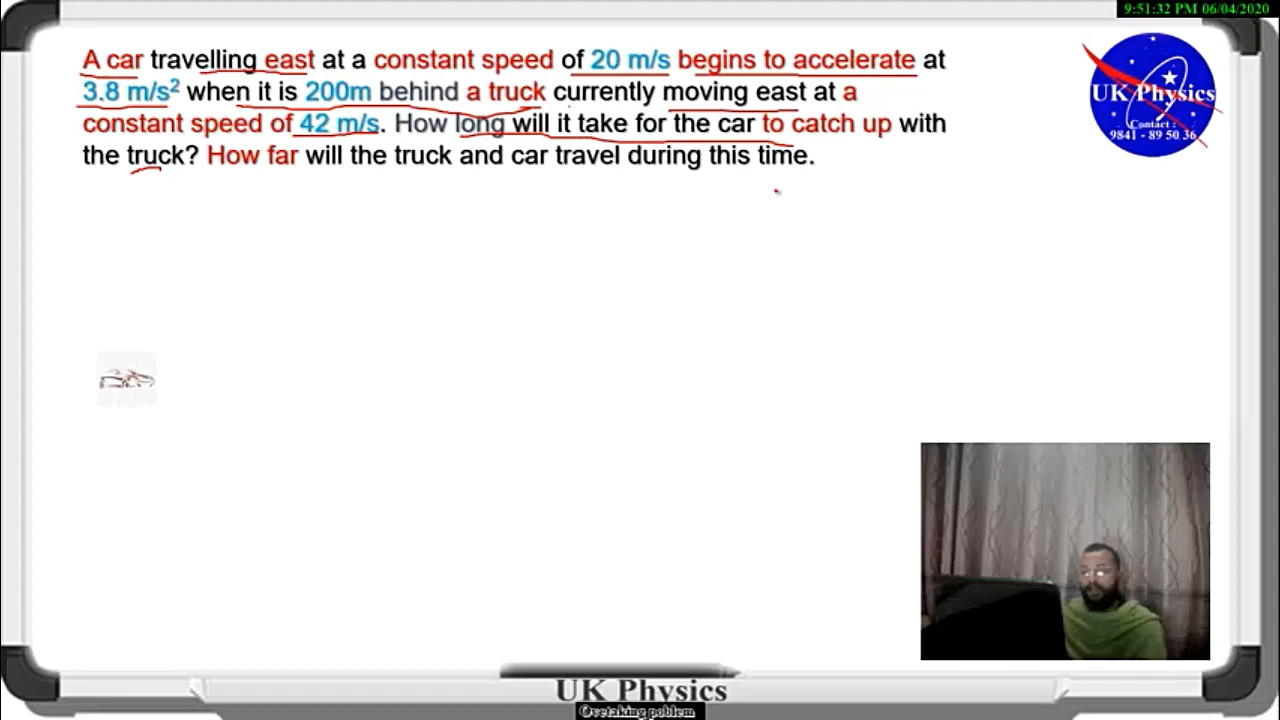 9:51:32 PM 06/04/2020
A car travelling east at a constant speed of 20 m/s begins to accelerate at
3.8 m/s² when it is 200m behind a truck currently moving east at a
constant speed of 42 m/s. How long will it take for the car to catch up with
the truck? How far will the truck and car travel during this time.
UK Physics
Contact :
9841 - 89 50 36
UK Physics
Ovetaking poblem